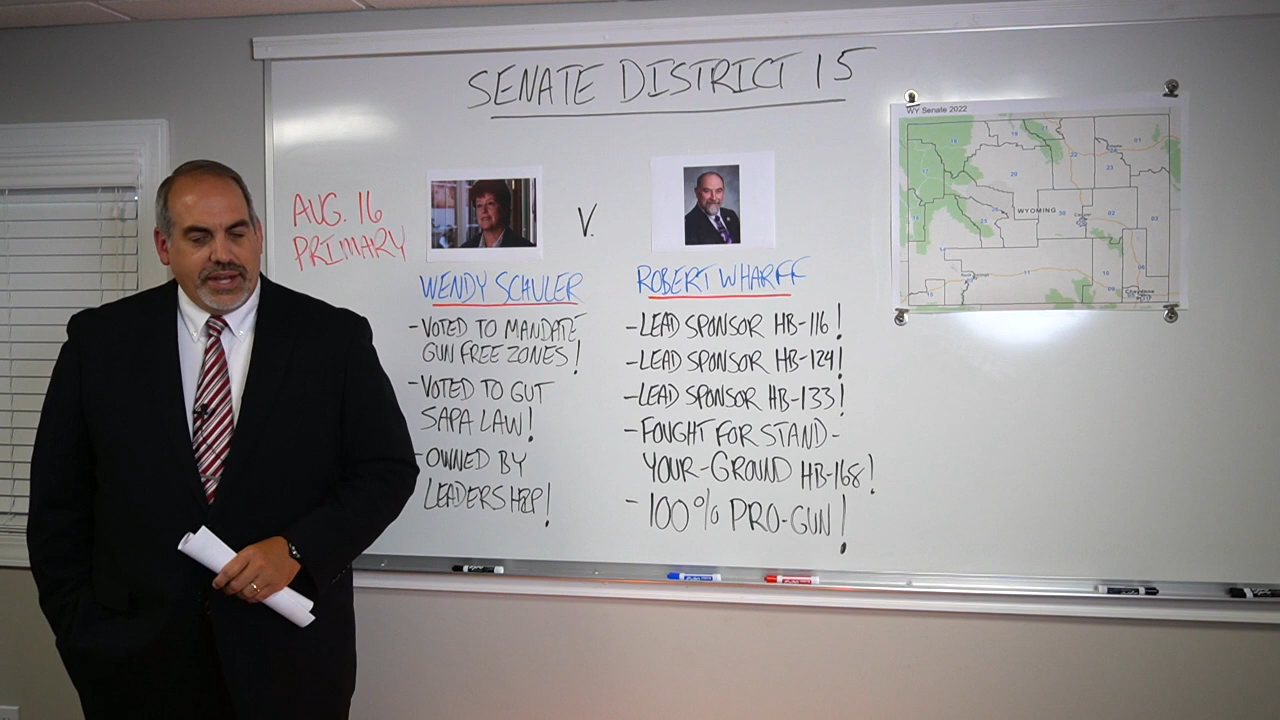 SENATE DISTRICT 15
AUG. 16
PRIMARY
V.
WENDY SCHULER
-VOTED TO MANDATE
GUN FREE ZONES!
-VOTED TO GUT
SAPA LAW!
-OWNED BY
LEADERSHIP!
ROBERT WHARFF
-LEAD SPONSOR HB-116!
-LEAD SPONSOR HB-124!
-LEAD SPONSOR HB-133!
-FOUGHT FOR STAND-
YOUR-GROUND HB-168!
-100% PRO-GUN!
WY Senate 2022
WYOMING